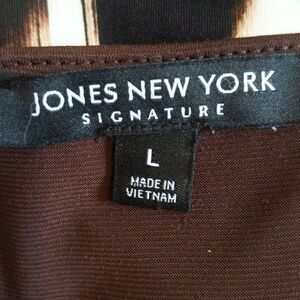 JONES NEW YORK
SIGNATURE
L
MADE IN
VIETNAM